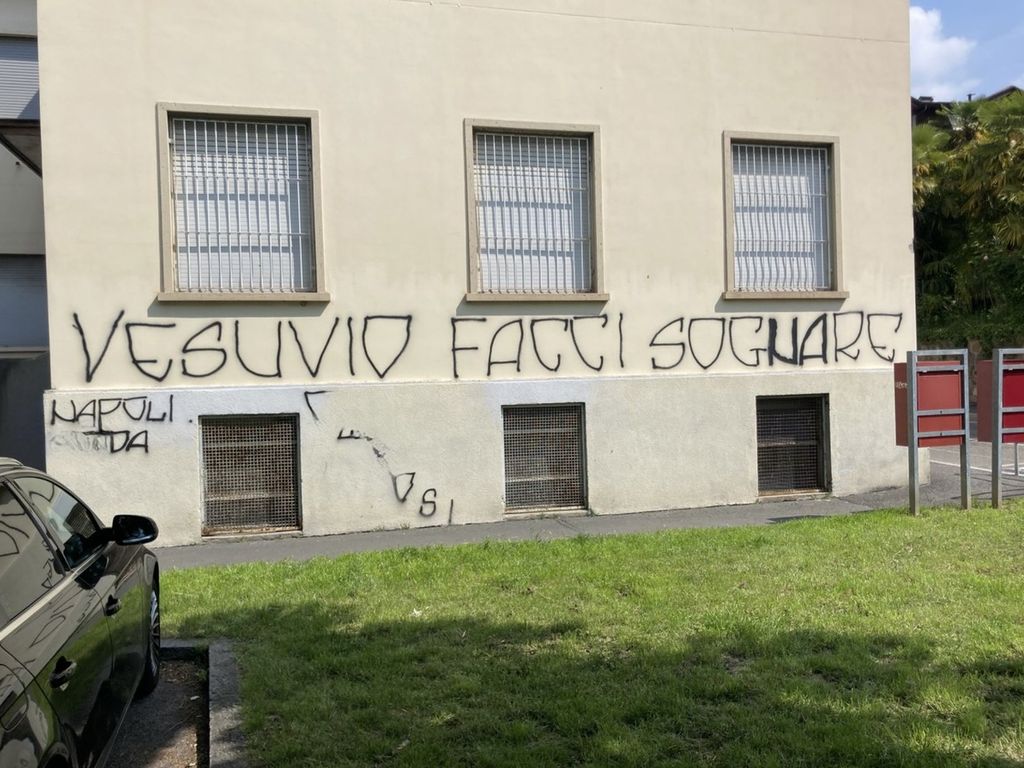 VESUVIO FACCI SOGNARE
NAPOLI .
DA